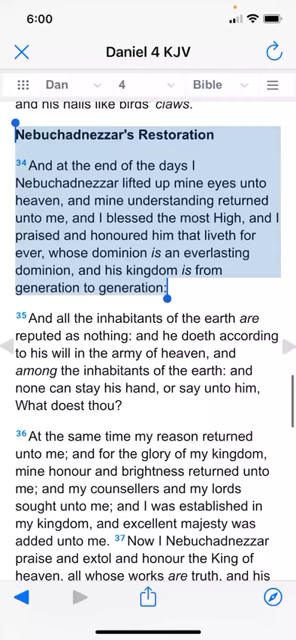 6:00
Daniel 4 KJV
Dan 4 Bible
and his nails like birds' claws.
Nebuchadnezzar's Restoration
34 And at the end of the days I
Nebuchadnezzar lifted up mine eyes unto
heaven, and mine understanding returned
unto me, and I blessed the most High, and I
praised and honoured him that liveth for
ever, whose dominion is an everlasting
dominion, and his kingdom is from
generation to generation:
35 And all the inhabitants of the earth are
reputed as nothing: and he doeth according
to his will in the army of heaven, and
among the inhabitants of the earth: and
none can stay his hand, or say unto him,
What doest thou?
36 At the same time my reason returned
unto me; and for the glory of my kingdom,
mine honour and brightness returned unto
me; and my counsellers and my lords
sought unto me; and I was established in
my kingdom, and excellent majesty was
added unto me. 37 Now I Nebuchadnezzar
praise and extol and honour the King of
heaven, all whose works are truth, and his